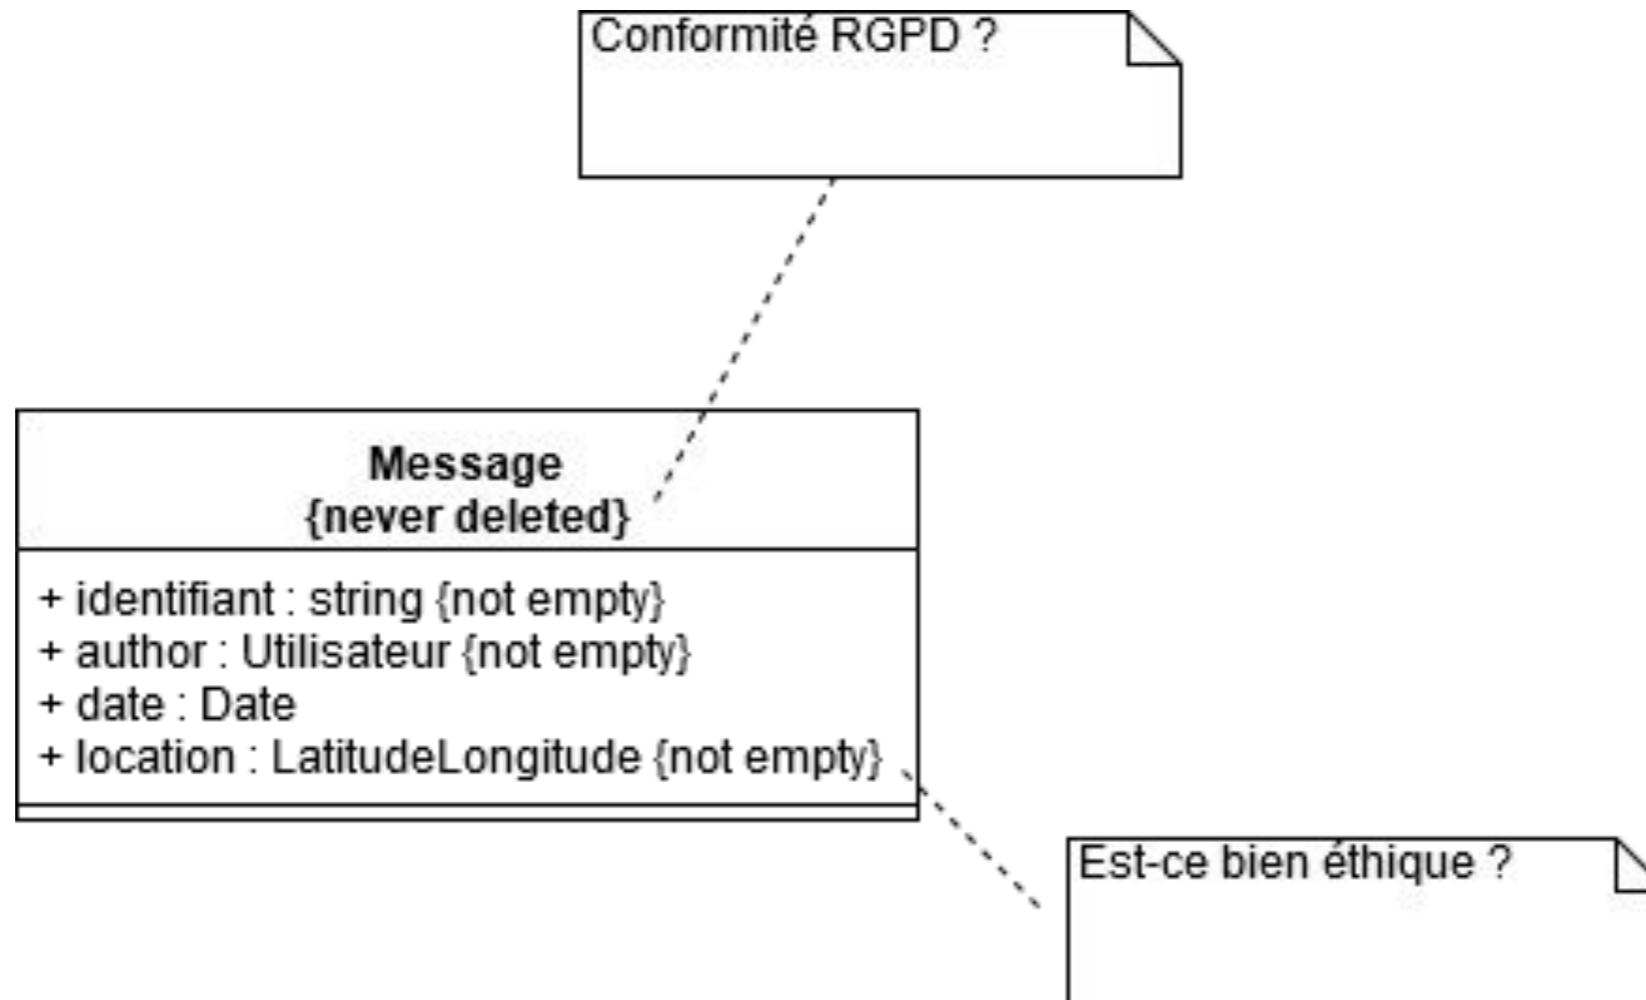 Conformité RGPD ?
Message
{never deleted}
+ identifiant : string {not empty}
+ author : Utilisateur {not empty}
+ date : Date
+ location : LatitudeLongitude {not empty}
Est-ce bien éthique ?